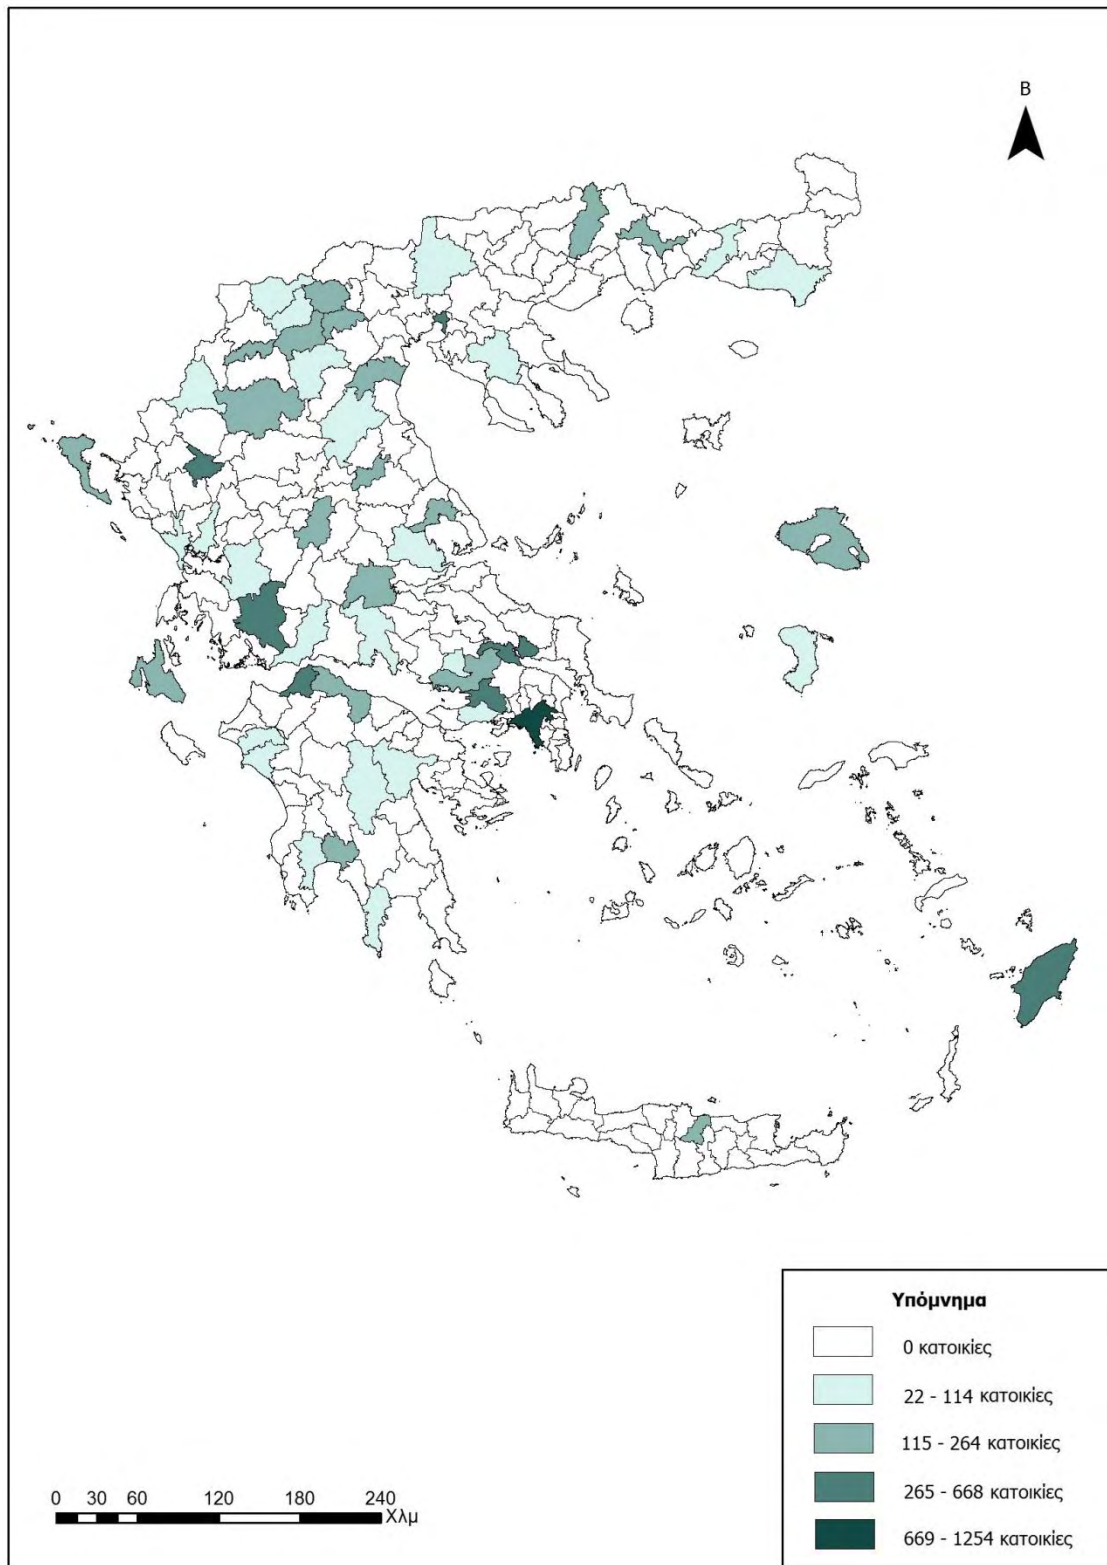 Β
Υπόμνημα
0 κατοικίες
22 - 114 κατοικίες
115 - 264 κατοικίες
265 - 668 κατοικίες
669 - 1254 κατοικίες
0 30 60 120 180 240
Χλμ